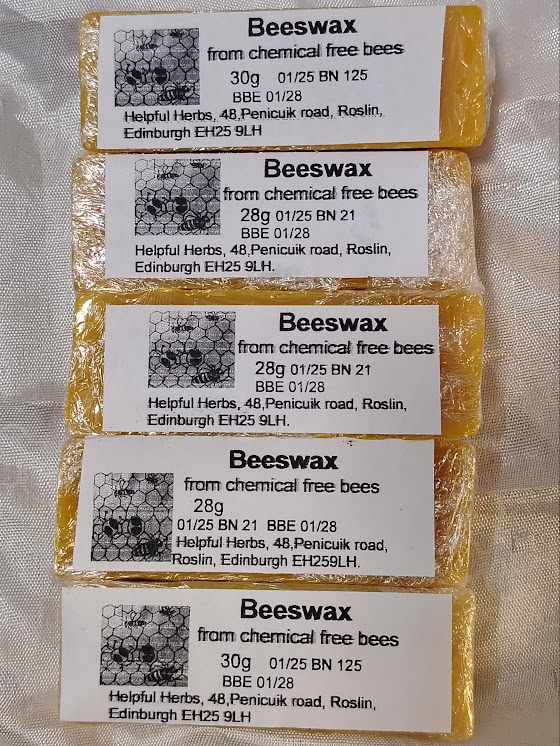 Beeswax
from chemical free bees
30g 01/25 BN 125
BBE 01/28
Helpful Herbs, 48,Penicuik road, Roslin,
Edinburgh EH25 9LH
Beeswax
from chemical free bees
28g 01/25 BN 21
BBE 01/28
Helpful Herbs, 48,Penicuik road, Roslin,
Edinburgh EH25 9LH.
Beeswax
from chemical free bees
28g 01/25 BN 21
BBE 01/28
Helpful Herbs, 48,Penicuik road, Roslin,
Edinburgh EH25 9LH.
Beeswax
from chemical free bees
28g
01/25 BN 21 BBE 01/28
Helpful Herbs, 48,Penicuik road,
Roslin, Edinburgh EH259LH.
Beeswax
from chemical free bees
30g 01/25 BN 125
BBE 01/28
Helpful Herbs, 48,Penicuik road, Roslin,
Edinburgh EH25 9LH